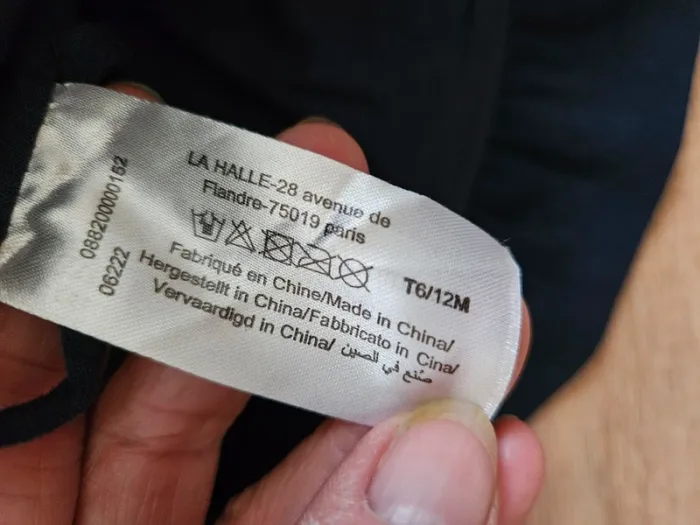 LA HALLE-28 avenue de
Flandre-75019 paris
T6/12M
Fabriqué en Chine/Made in China/
Hergestellt in China/Fabbricato in Cina/
Vervaardigd in China/ صنع في الصين
088200000162
06222